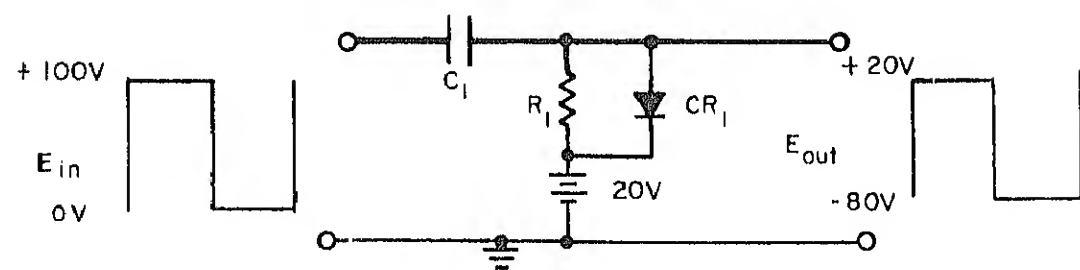 + 100V
E in
0V
C1
R1
CR1
20V
+ 20V
E out
- 80V